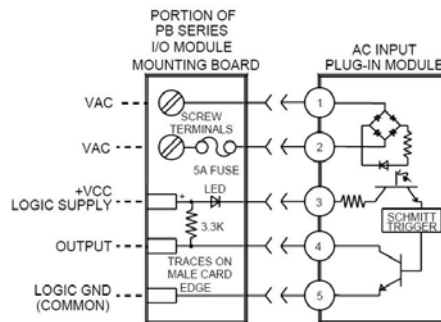 PORTION OF
PB SERIES
I/O MODULE
MOUNTING BOARD
AC INPUT
PLUG-IN MODULE
VAC
1
SCREW
TERMINALS
VAC
2
5A FUSE
+VCC
LOGIC SUPPLY
+
LED
3
SCHMITT
TRIGGER
3.3K
OUTPUT
4
TRACES ON
MALE CARD
EDGE
LOGIC GND
(COMMON)
5